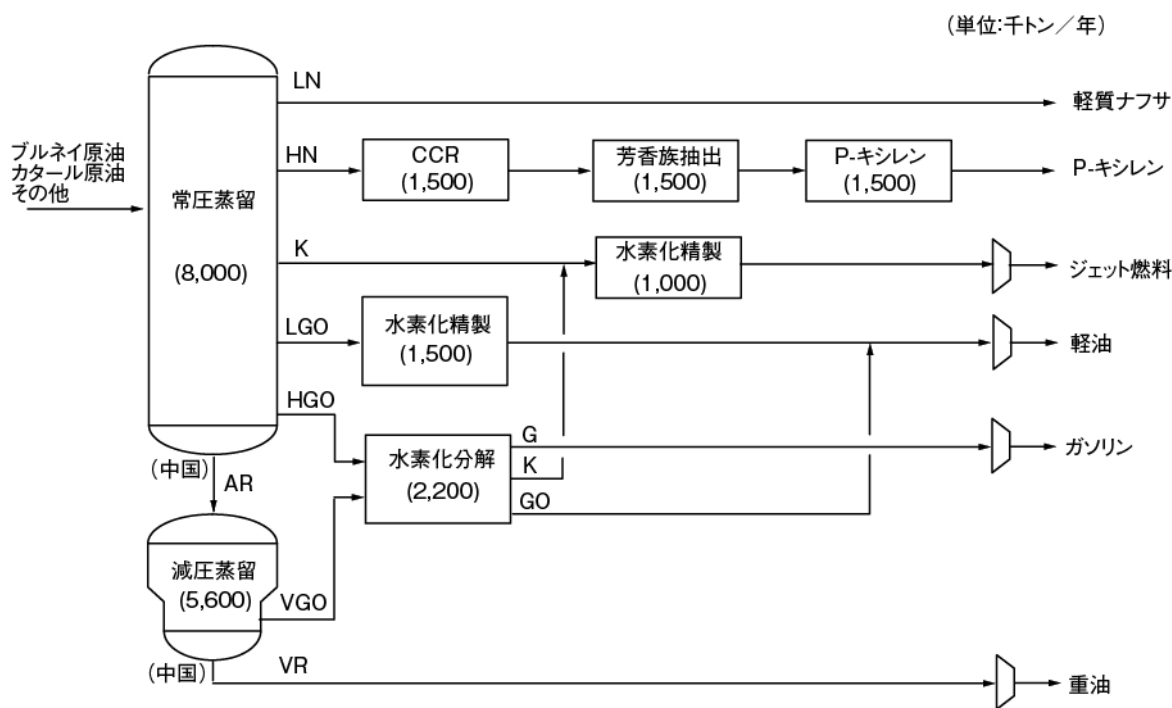 (単位:千トン／年)
LN
軽質ナフサ
ブルネイ原油
カタール原油
その他
HN
CCR
(1,500)
芳香族抽出
(1,500)
P-キシレン
(1,500)
P-キシレン
常圧蒸留
(8,000)
K
水素化精製
(1,000)
ジェット燃料
LGO
水素化精製
(1,500)
軽油
HGO
水素化分解
(2,200)
G
K
GO
ガソリン
(中国)
AR
減圧蒸留
(5,600)
VGO
(中国)
VR
重油